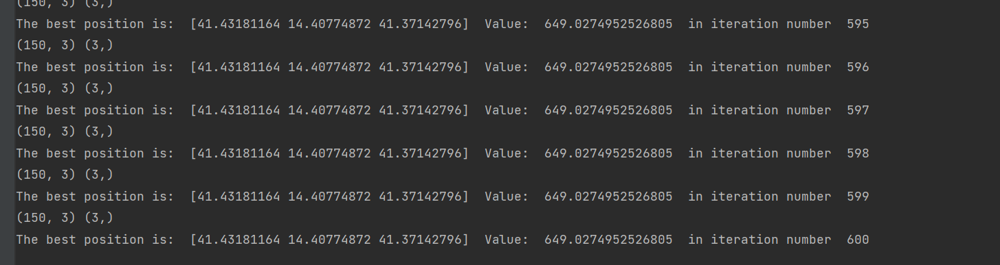 (150, 3) (3,)
The best position is:  [41.43181164 14.40774872 41.37142796]  Value:  649.0274952526805  in iteration number  595
(150, 3) (3,)
The best position is:  [41.43181164 14.40774872 41.37142796]  Value:  649.0274952526805  in iteration number  596
(150, 3) (3,)
The best position is:  [41.43181164 14.40774872 41.37142796]  Value:  649.0274952526805  in iteration number  597
(150, 3) (3,)
The best position is:  [41.43181164 14.40774872 41.37142796]  Value:  649.0274952526805  in iteration number  598
(150, 3) (3,)
The best position is:  [41.43181164 14.40774872 41.37142796]  Value:  649.0274952526805  in iteration number  599
(150, 3) (3,)
The best position is:  [41.43181164 14.40774872 41.37142796]  Value:  649.0274952526805  in iteration number  600